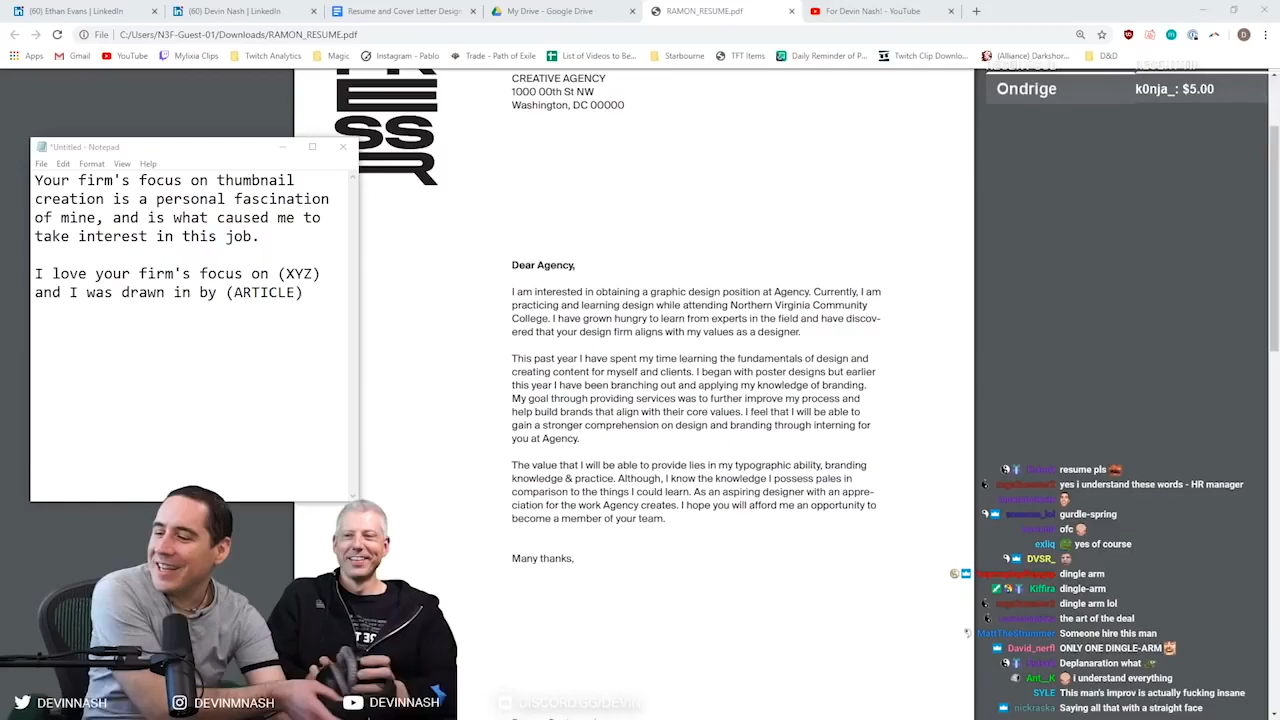 (60) Ethan Evans | LinkedIn
(60) Devin Nash | LinkedIn
Resume and Cover Letter Design
My Drive - Google Drive
RAMON_RESUME.pdf
For Devin Nash! - YouTube
File | C:/Users/N3F-Guest-01/Downloads/RAMON_RESUME.pdf
Apps
Gmail
YouTube
Mylixia Clips
Twitch Analytics
Magic
Instagram - Pablo
Trade - Path of Exile
List of Videos to Be...
Starbourne
TFT Items
Daily Reminder of P...
Twitch Clip Downlo...
(Alliance) Darkshor...
D&D
ESS
R
CREATIVE AGENCY
1000 00th St NW
Washington, DC 00000
Ondrige
k0nja_: $5.00
*Untitled - Notepad
File Edit Format View Help
Your firm's focus on thumbnail
creation is a personal fascination
of mine, and is what caused me to
take interest in this job.
I love your firm's focus on (XYZ)
and I was drawn in by (ARTICLE)
Dear Agency,
I am interested in obtaining a graphic design position at Agency. Currently, I am
practicing and learning design while attending Northern Virginia Community
College. I have grown hungry to learn from experts in the field and have discov-
ered that your design firm aligns with my values as a designer.
This past year I have spent my time learning the fundamentals of design and
creating content for myself and clients. I began with poster designs but earlier
this year I have been branching out and applying my knowledge of branding.
My goal through providing services was to further improve my process and
help build brands that align with their core values. I feel that I will be able to
gain a stronger comprehension on design and branding through interning for
you at Agency.
The value that I will be able to provide lies in my typographic ability, branding
knowledge & practice. Although, I know the knowledge I possess pales in
comparison to the things I could learn. As an aspiring designer with an appre-
ciation for the work Agency creates. I hope you will afford me an opportunity to
become a member of your team.
Many thanks,
resume pls
yes i understand these words - HR manager
gurdle-spring
ofc
exliq yes of course
DVSR_
dingle arm
Kiffira dingle-arm
dingle arm lol
the art of the deal
MattTheStrummer Someone hire this man
David_nerfl ONLY ONE DINGLE-ARM
Deplanaration what
Ant__K i understand everything
SYLE This man's improv is actually fucking insane
nickraska Saying all that with a straight face
DEVINNASH
DEVINNASH
DEVINNASH
DISCORD.GG/DEVIN